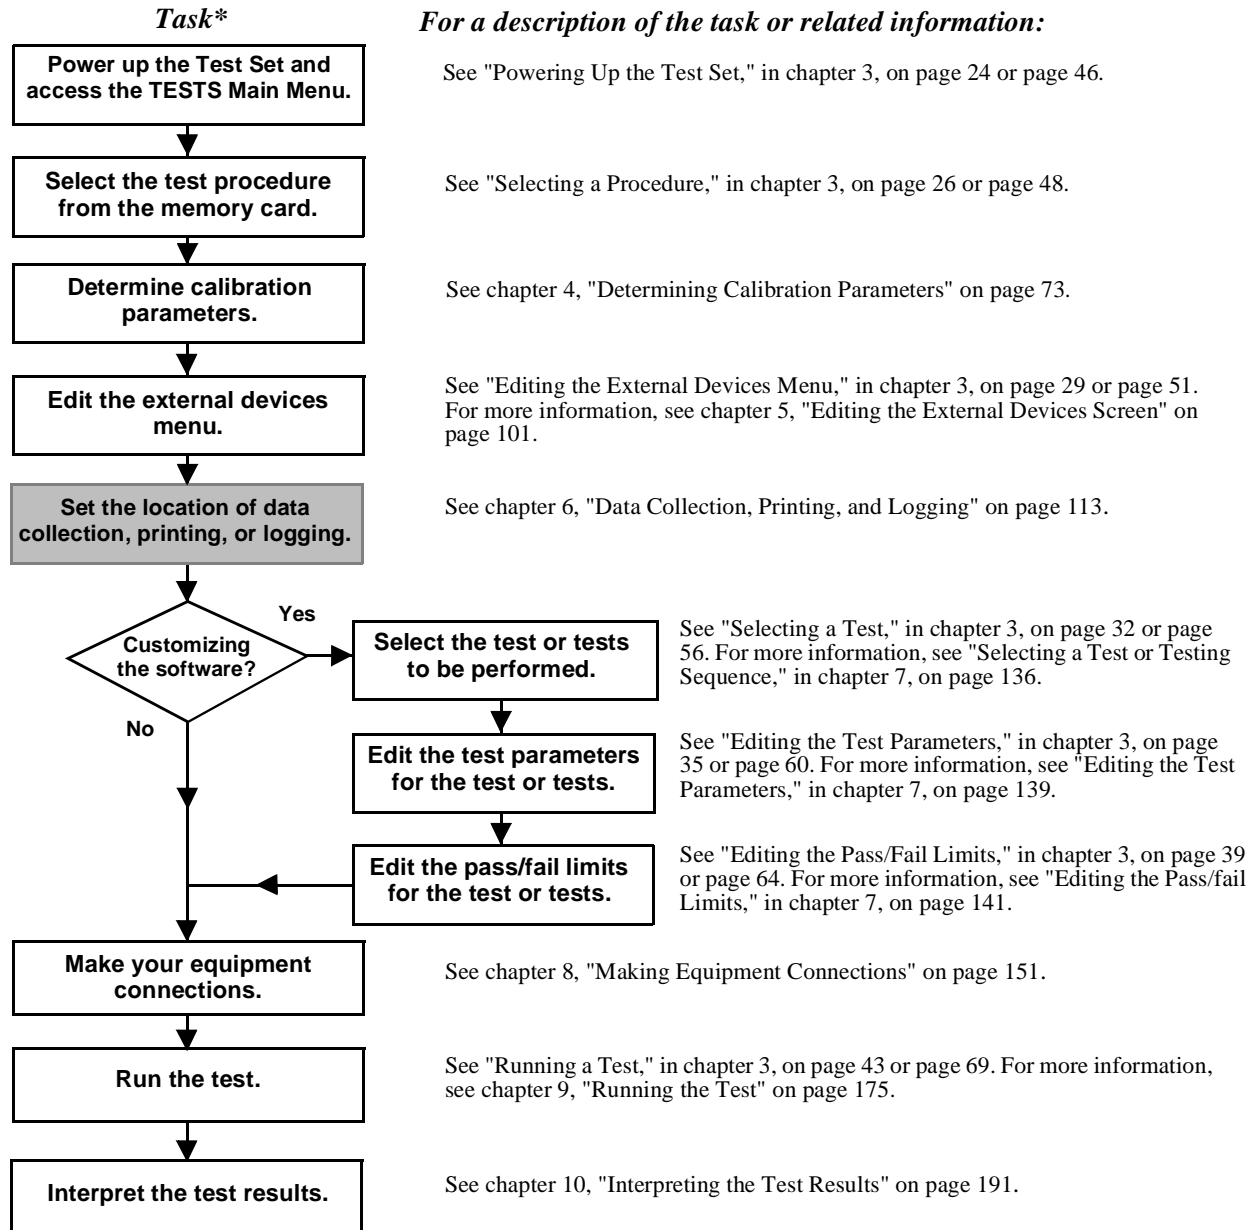 Task*
For a description of the task or related information:
Power up the Test Set and
access the TESTS Main Menu.
See "Powering Up the Test Set," in chapter 3, on page 24 or page 46.
Select the test procedure
from the memory card.
See "Selecting a Procedure," in chapter 3, on page 26 or page 48.
Determine calibration
parameters.
See chapter 4, "Determining Calibration Parameters" on page 73.
Edit the external devices
menu.
See "Editing the External Devices Menu," in chapter 3, on page 29 or page 51.
For more information, see chapter 5, "Editing the External Devices Screen" on
page 101.
Set the location of data
collection, printing, or logging.
See chapter 6, "Data Collection, Printing, and Logging" on page 113.
Customizing
the software?
Yes
No
Select the test or tests
to be performed.
See "Selecting a Test," in chapter 3, on page 32 or page
56. For more information, see "Selecting a Test or Testing
Sequence," in chapter 7, on page 136.
Edit the test parameters
for the test or tests.
See "Editing the Test Parameters," in chapter 3, on page
35 or page 60. For more information, see "Editing the Test
Parameters," in chapter 7, on page 139.
Edit the pass/fail limits
for the test or tests.
See "Editing the Pass/Fail Limits," in chapter 3, on page 39
or page 64. For more information, see "Editing the Pass/fail
Limits," in chapter 7, on page 141.
Make your equipment
connections.
See chapter 8, "Making Equipment Connections" on page 151.
Run the test.
See "Running a Test," in chapter 3, on page 43 or page 69. For more information,
see chapter 9, "Running the Test" on page 175.
Interpret the test results.
See chapter 10, "Interpreting the Test Results" on page 191.